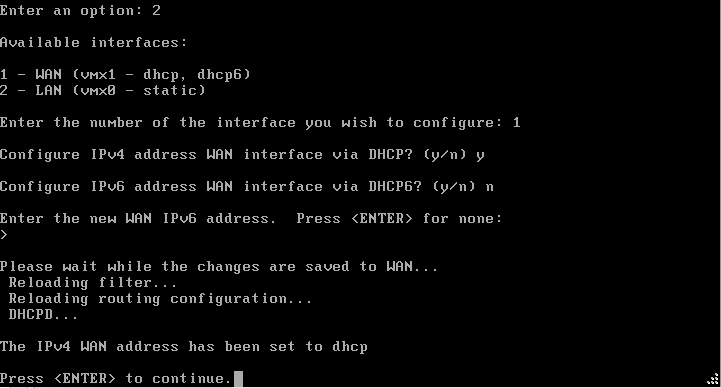 Enter an option: 2
Available interfaces:
1 - WAN (vmx1 - dhcp, dhcp6)
2 - LAN (vmx0 - static)
Enter the number of the interface you wish to configure: 1
Configure IPv4 address WAN interface via DHCP? (y/n) y
Configure IPv6 address WAN interface via DHCP6? (y/n) n
Enter the new WAN IPv6 address.  Press <ENTER> for none:
>
Please wait while the changes are saved to WAN...
 Reloading filter...
 Reloading routing configuration...
 DHCPD...
The IPv4 WAN address has been set to dhcp
Press <ENTER> to continue.